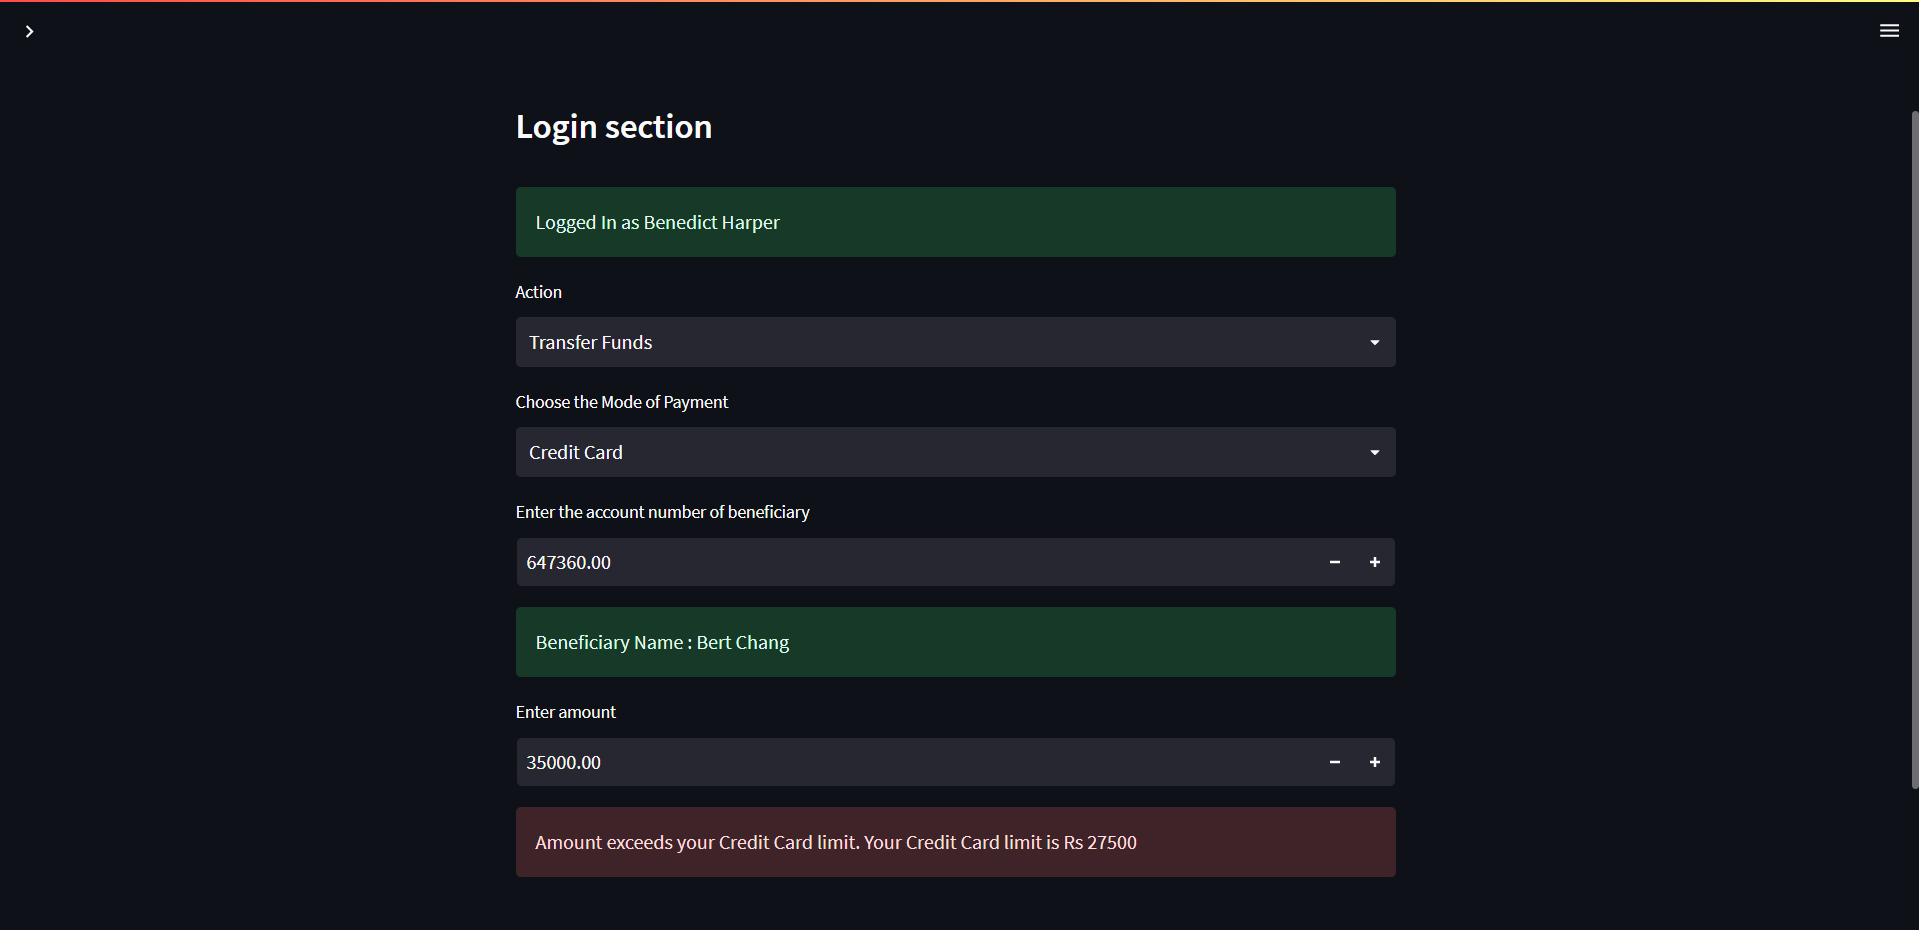 Login section
Logged In as Benedict Harper
Action
Transfer Funds
Choose the Mode of Payment
Credit Card
Enter the account number of beneficiary
647360.00
Beneficiary Name : Bert Chang
Enter amount
35000.00
Amount exceeds your Credit Card limit. Your Credit Card limit is Rs 27500